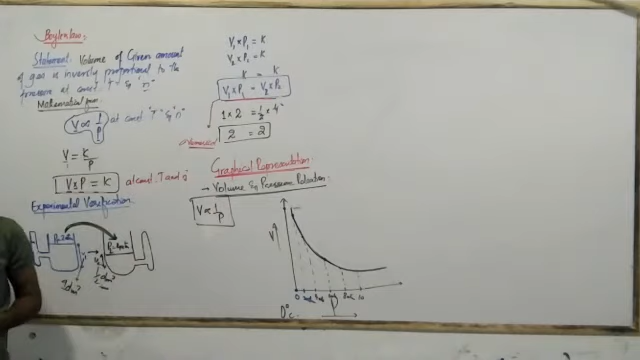 Boyle's law:
Statement: Volume of Given amount
of gas is inversly proportional to the
pressure at const "T" & "n"
Mathematical form
V ∝ 1/P at const "T" & "n"
V = K/P
V x P = K at const. T and n
Experimental Verification
V₁ x P₁ = K
V₂ x P₂ = K
K = K
V₁ x P₁ = V₂ x P₂
1 x 2 = 1/2 x 4
2 = 2
Graphical Representation
→ Volume & Pressure Relation
V ∝ 1/P
V
P
0°c